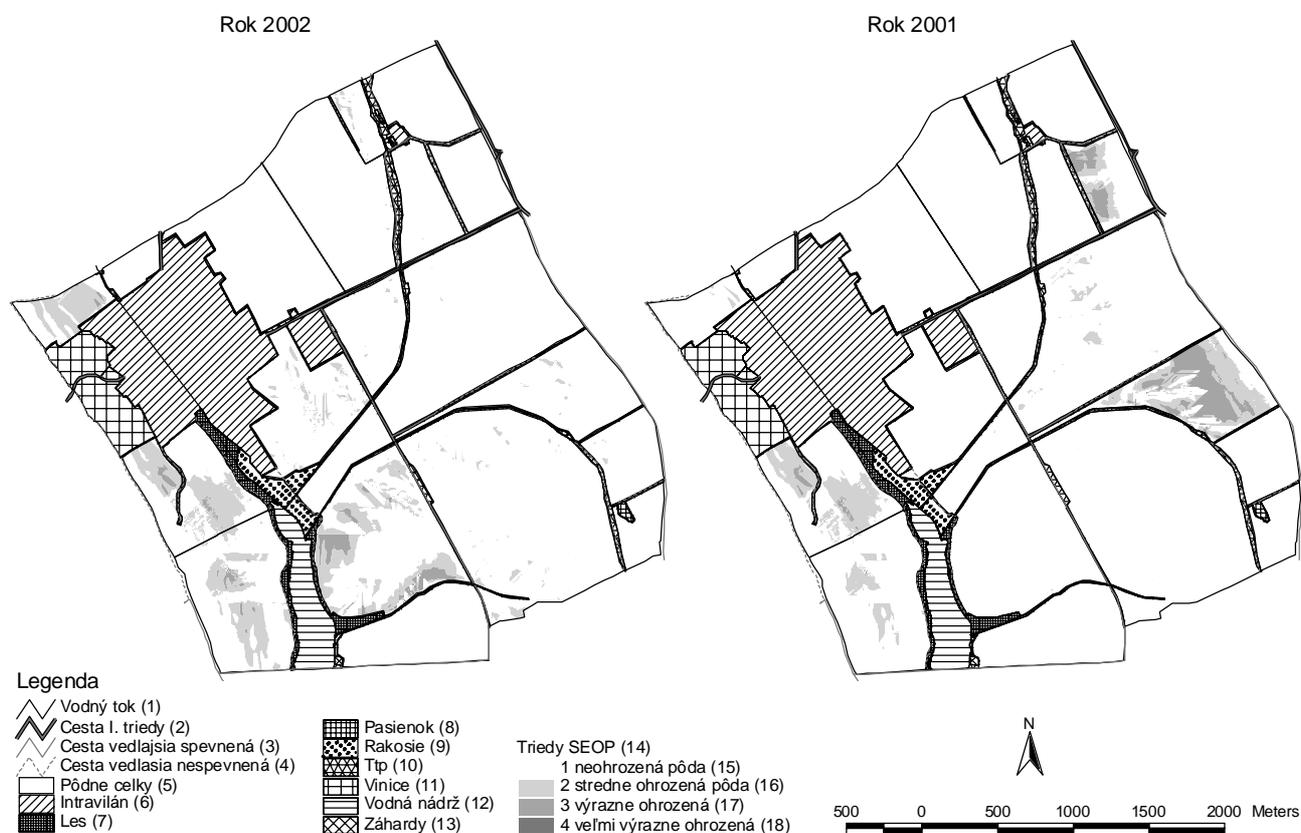 Rok 2002
Rok 2001
Legenda
Vodný tok (1)
Cesta I. triedy (2)
Cesta vedlajsia spevnená (3)
Cesta vedlasia nespevnená (4)
Pôdne celky (5)
Intravilán (6)
Les (7)
Pasienok (8)
Rakosie (9)
Ttp (10)
Vinice (11)
Vodná nádrž (12)
Záhardy (13)
Triedy SEOP (14)
1 neohrozená pôda (15)
2 stredne ohrozená pôda (16)
3 výrazne ohrozená (17)
4 veľmi výrazne ohrozená (18)
N
500 0 500 1000 1500 2000 Meters